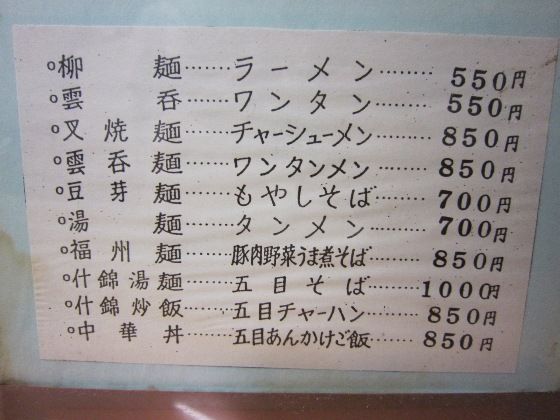 柳麺……ラーメン……550円
雲呑……ワンタン……550円
叉焼麺……チャーシューメン……850円
雲呑麺……ワンタンメン……850円
豆芽麺……もやしそば……700円
湯麺……タンメン……700円
福州麺……豚肉野菜うま煮そば……850円
什錦湯麺……五目そば……1000円
什錦炒飯……五目チャーハン……850円
中華丼……五目あんかけご飯……850円